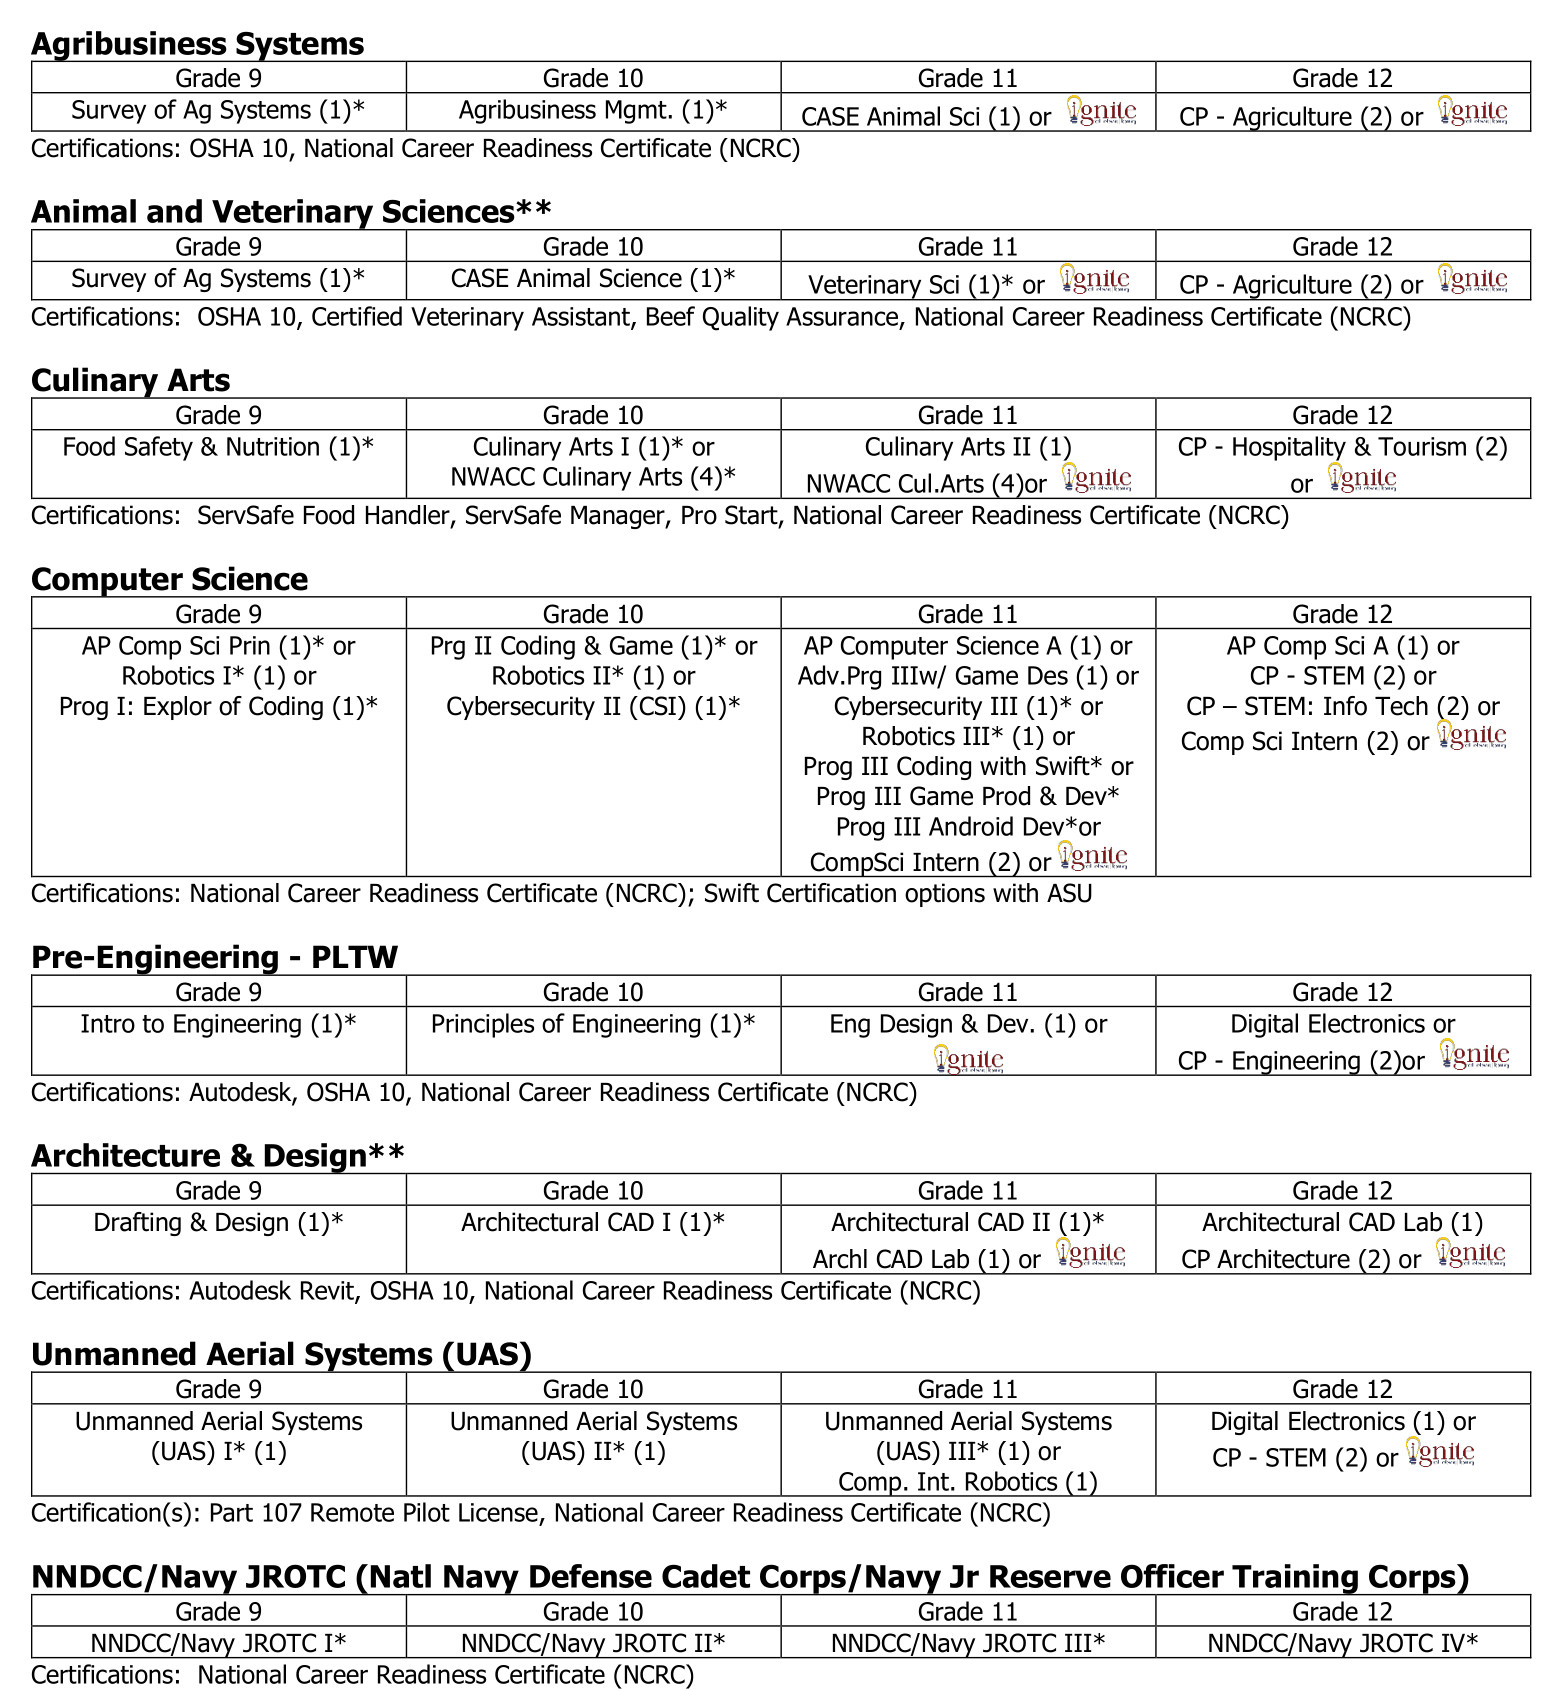 Agribusiness Systems
Grade 9 Grade 10 Grade 11 Grade 12
Survey of Ag Systems (1)* Agribusiness Mgmt. (1)* CASE Animal Sci (1) or ignite CP - Agriculture (2) or ignite
Certifications: OSHA 10, National Career Readiness Certificate (NCRC)
Animal and Veterinary Sciences**
Grade 9 Grade 10 Grade 11 Grade 12
Survey of Ag Systems (1)* CASE Animal Science (1)* Veterinary Sci (1)* or ignite CP - Agriculture (2) or ignite
Certifications:  OSHA 10, Certified Veterinary Assistant, Beef Quality Assurance, National Career Readiness Certificate (NCRC)
Culinary Arts
Grade 9 Grade 10 Grade 11 Grade 12
Food Safety & Nutrition (1)* Culinary Arts I (1)* or Culinary Arts II (1) CP - Hospitality & Tourism (2)
NWACC Culinary Arts (4)* NWACC Cul.Arts (4)or ignite or ignite
Certifications:  ServSafe Food Handler, ServSafe Manager, Pro Start, National Career Readiness Certificate (NCRC)
Computer Science
Grade 9 Grade 10 Grade 11 Grade 12
AP Comp Sci Prin (1)* or Prg II Coding & Game (1)* or AP Computer Science A (1) or AP Comp Sci A (1) or
Robotics I* (1) or Robotics II* (1) or Adv.Prg IIIw/ Game Des (1) or CP - STEM (2) or
Prog I: Explor of Coding (1)* Cybersecurity II (CSI) (1)* Cybersecurity III (1)* or CP – STEM: Info Tech (2) or
Robotics III* (1) or Comp Sci Intern (2) or ignite
Prog III Coding with Swift* or
Prog III Game Prod & Dev*
Prog III Android Dev*or
CompSci Intern (2) or ignite
Certifications: National Career Readiness Certificate (NCRC); Swift Certification options with ASU
Pre-Engineering - PLTW
Grade 9 Grade 10 Grade 11 Grade 12
Intro to Engineering (1)* Principles of Engineering (1)* Eng Design & Dev. (1) or Digital Electronics or
ignite CP - Engineering (2)or ignite
Certifications: Autodesk, OSHA 10, National Career Readiness Certificate (NCRC)
Architecture & Design**
Grade 9 Grade 10 Grade 11 Grade 12
Drafting & Design (1)* Architectural CAD I (1)* Architectural CAD II (1)* Architectural CAD Lab (1)
Archl CAD Lab (1) or ignite CP Architecture (2) or ignite
Certifications: Autodesk Revit, OSHA 10, National Career Readiness Certificate (NCRC)
Unmanned Aerial Systems (UAS)
Grade 9 Grade 10 Grade 11 Grade 12
Unmanned Aerial Systems Unmanned Aerial Systems Unmanned Aerial Systems Digital Electronics (1) or
(UAS) I* (1) (UAS) II* (1) (UAS) III* (1) or CP - STEM (2) or ignite
Comp. Int. Robotics (1)
Certification(s): Part 107 Remote Pilot License, National Career Readiness Certificate (NCRC)
NNDCC/Navy JROTC (Natl Navy Defense Cadet Corps/Navy Jr Reserve Officer Training Corps)
Grade 9 Grade 10 Grade 11 Grade 12
NNDCC/Navy JROTC I* NNDCC/Navy JROTC II* NNDCC/Navy JROTC III* NNDCC/Navy JROTC IV*
Certifications:  National Career Readiness Certificate (NCRC)